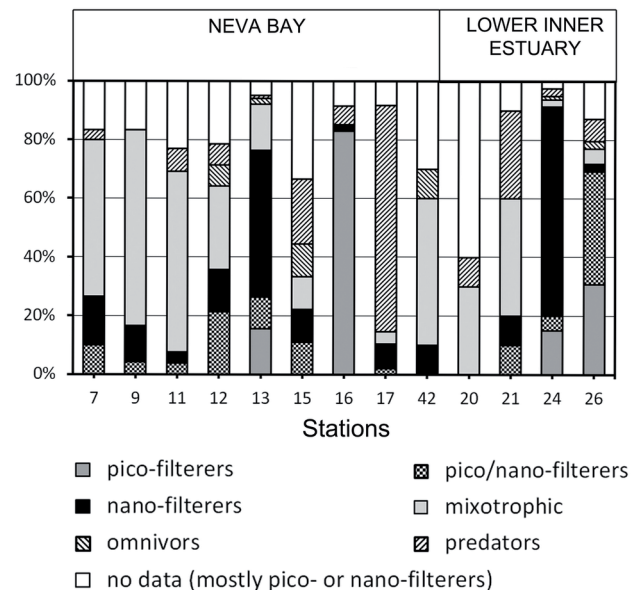 NEVA BAY
LOWER INNER
ESTUARY
100%
80%
60%
40%
20%
0%
7 9 11 12 13 15 16 17 42 20 21 24 26
Stations
pico-filterers
pico/nano-filterers
nano-filterers
mixotrophic
omnivors
predators
no data (mostly pico- or nano-filterers)